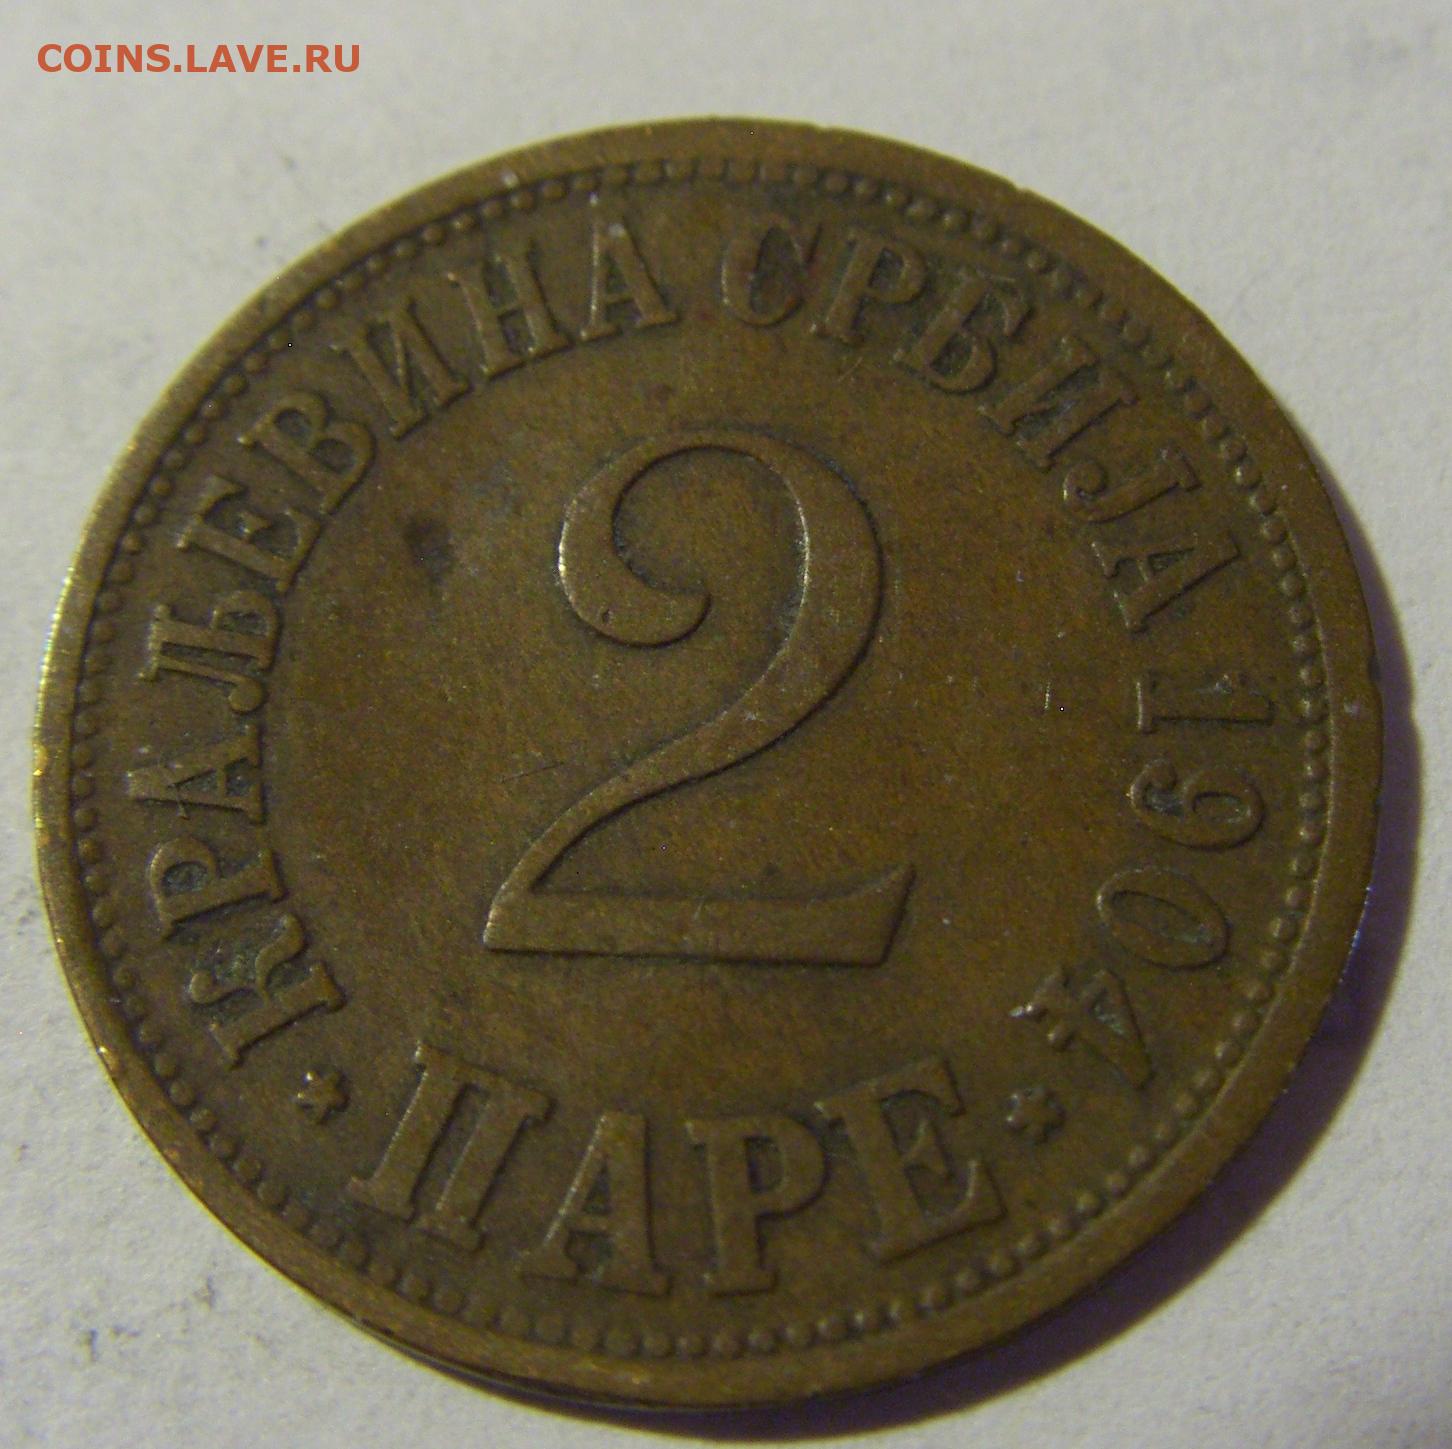 COINS.LAVE.RU
КРАЉЕВИНА СРБИЈА 1904
2
ПАРЕ